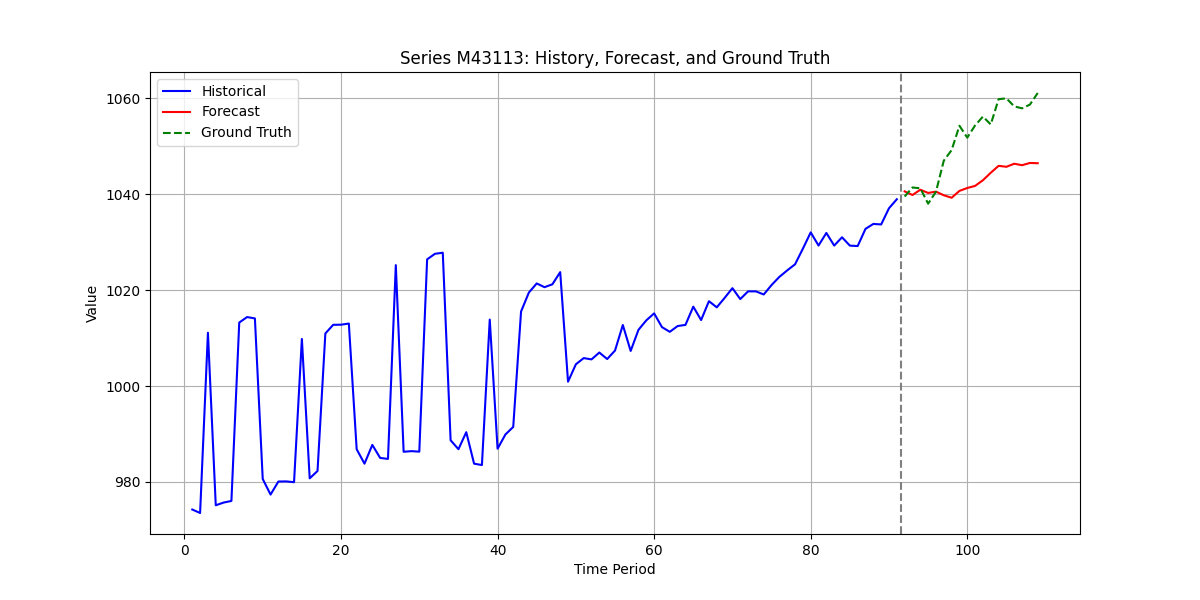 Series M43113: History, Forecast, and Ground Truth
Historical
Forecast
Ground Truth
1060
1040
1020
1000
980
Value
0 20 40 60 80 100
Time Period